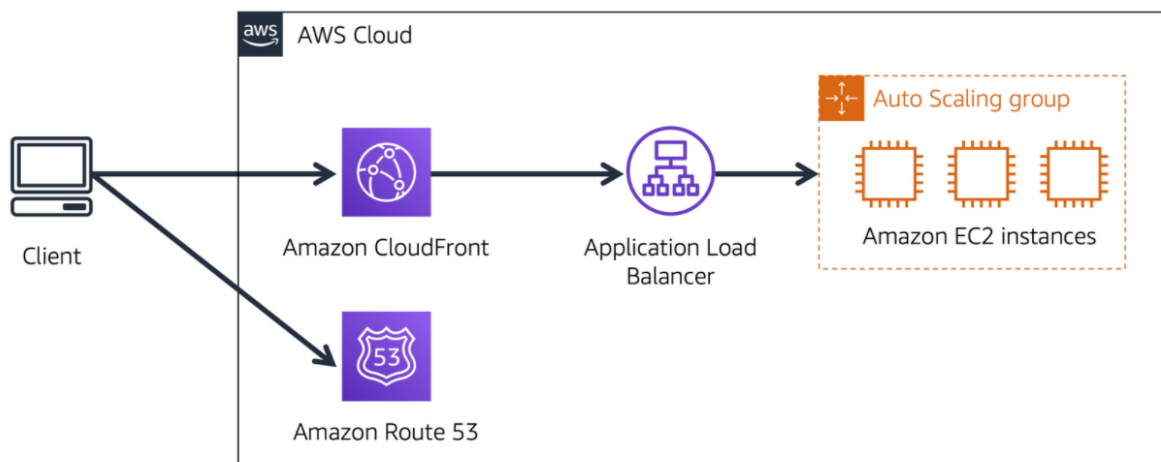 aws
AWS Cloud
Auto Scaling group
Client
Amazon CloudFront
Application Load
Balancer
Amazon EC2 instances
53
Amazon Route 53